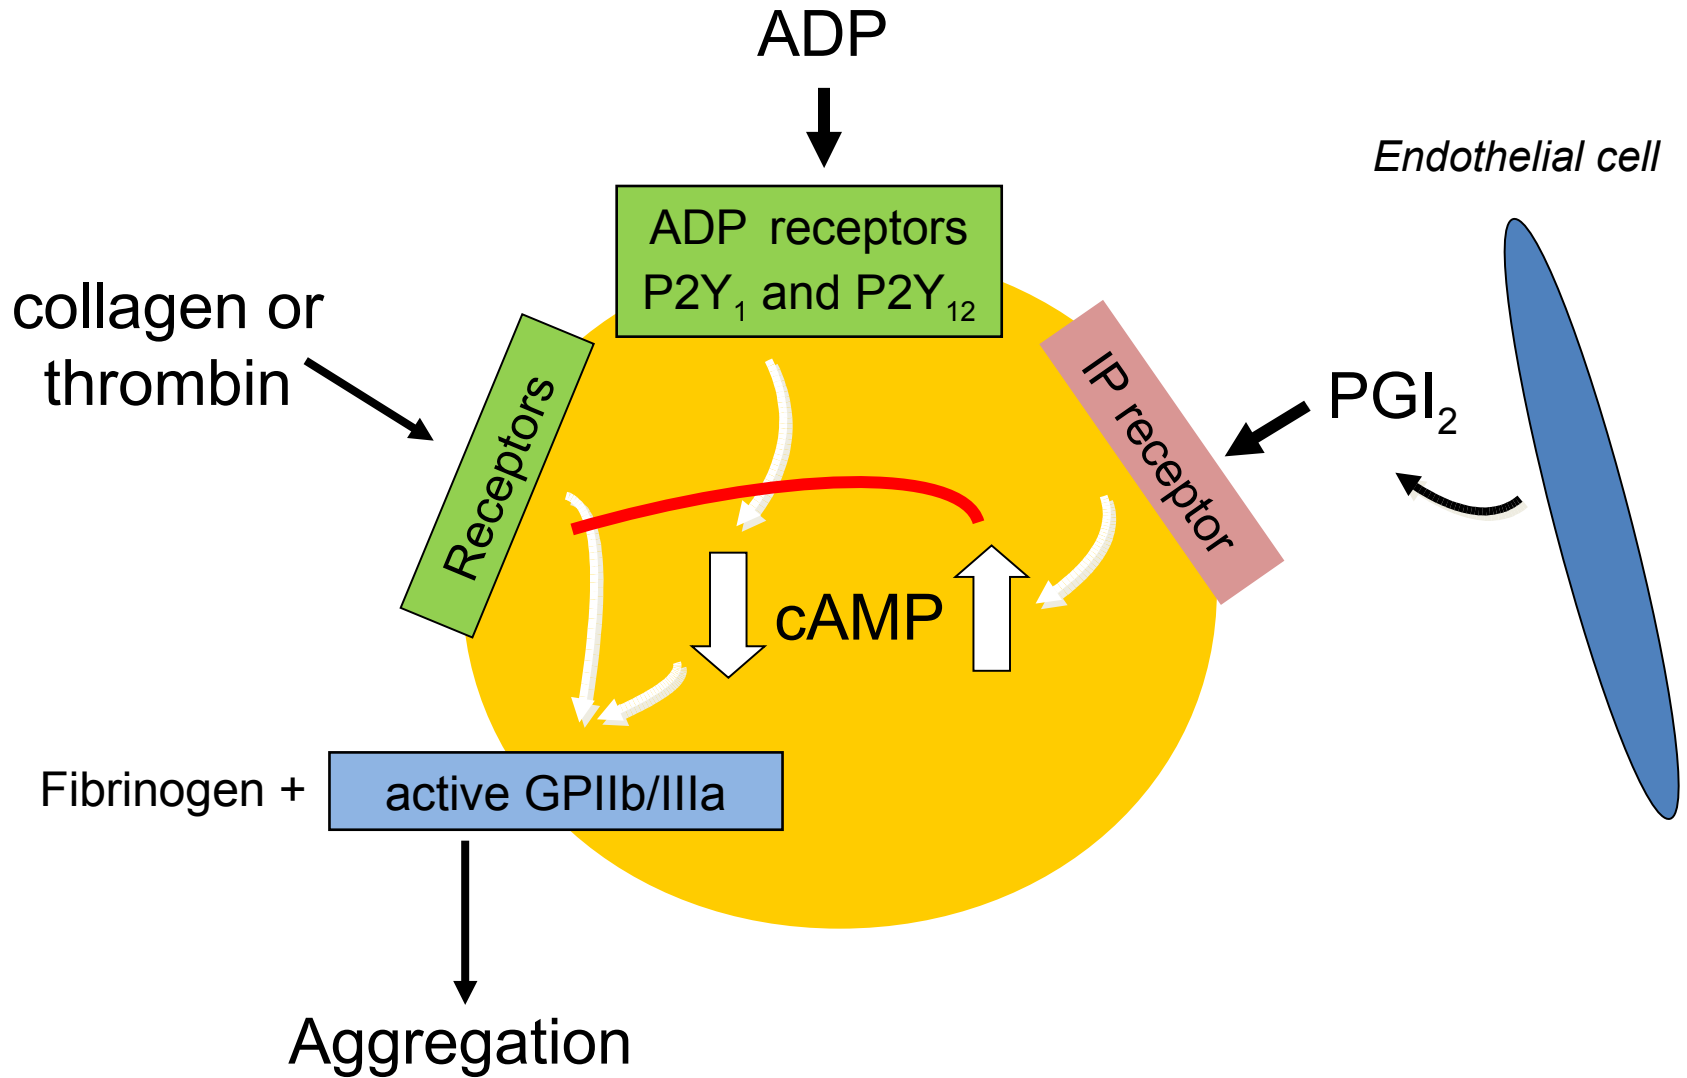 ADP
Endothelial cell
ADP receptors
P2Y₁ and P2Y₁₂
collagen or
thrombin
Receptors
IP receptor
PGI₂
cAMP
Fibrinogen +
active GPIIb/IIIa
Aggregation